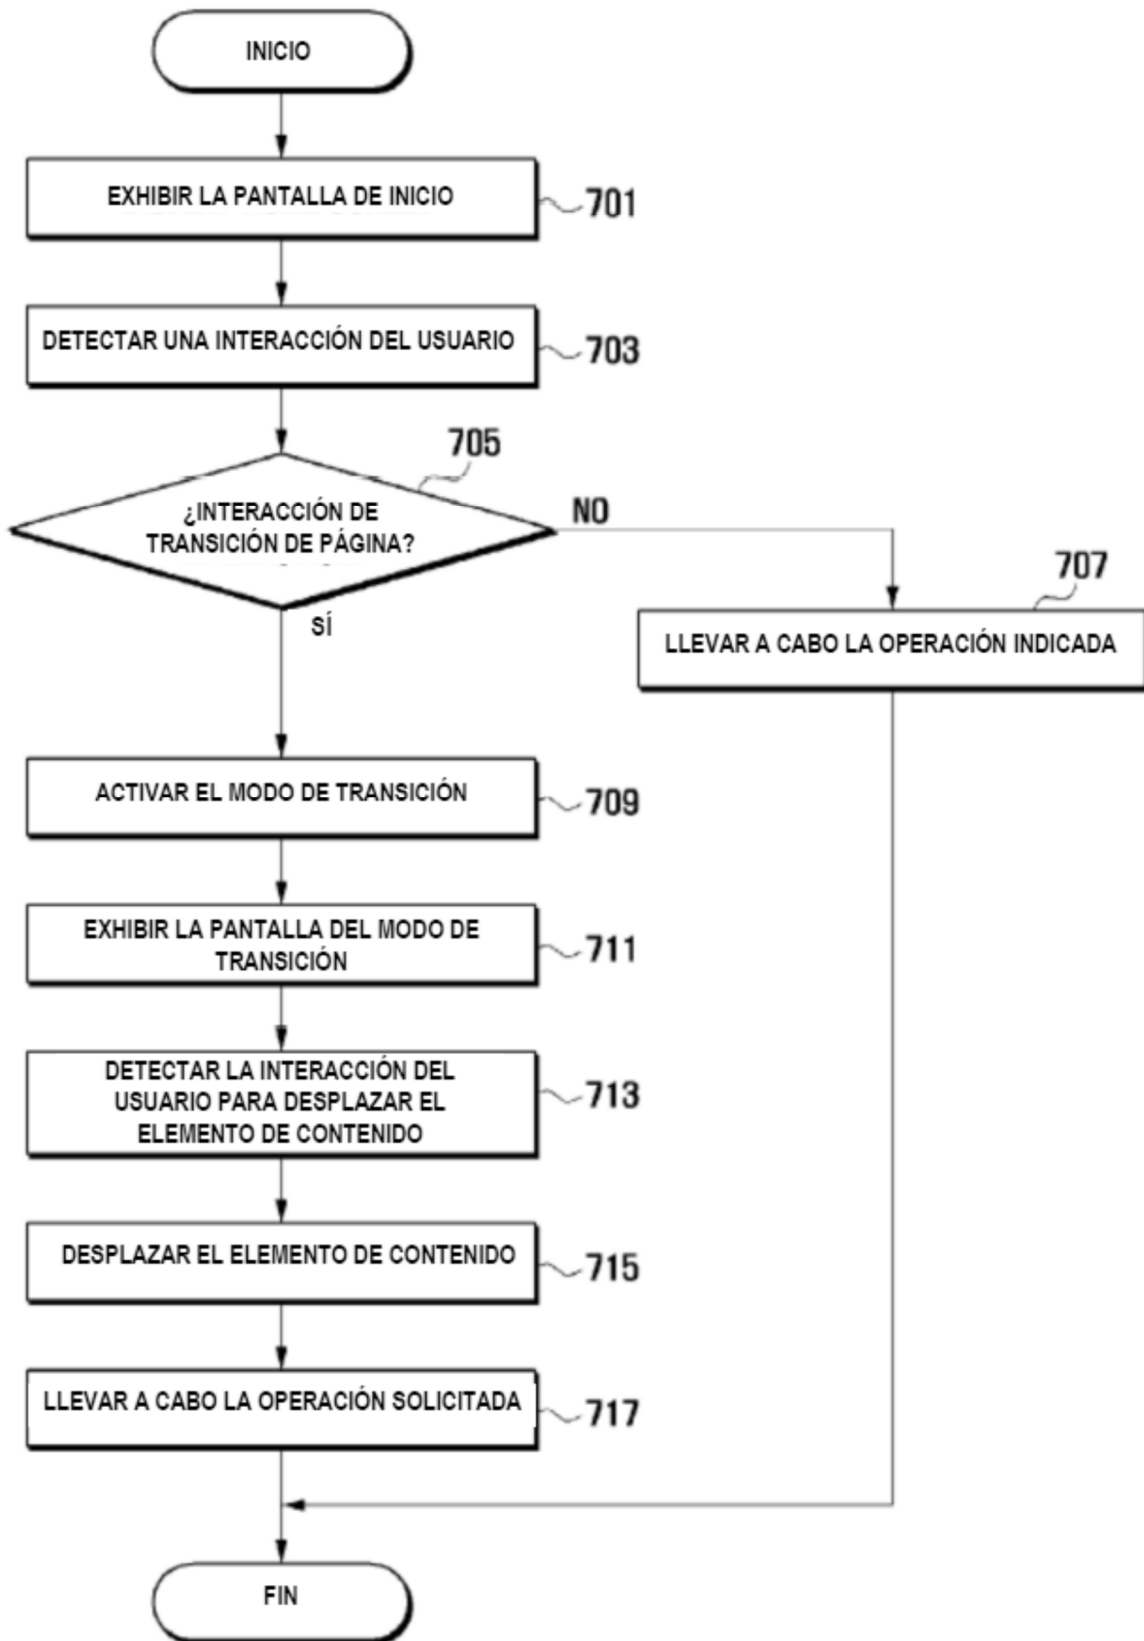 INICIO
EXHIBIR LA PANTALLA DE INICIO
701
DETECTAR UNA INTERACCIÓN DEL USUARIO
703
705
¿INTERACCIÓN DE
TRANSICIÓN DE PÁGINA?
NO
SÍ
707
LLEVAR A CABO LA OPERACIÓN INDICADA
ACTIVAR EL MODO DE TRANSICIÓN
709
EXHIBIR LA PANTALLA DEL MODO DE
TRANSICIÓN
711
DETECTAR LA INTERACCIÓN DEL
USUARIO PARA DESPLAZAR EL
ELEMENTO DE CONTENIDO
713
DESPLAZAR EL ELEMENTO DE CONTENIDO
715
LLEVAR A CABO LA OPERACIÓN SOLICITADA
717
FIN